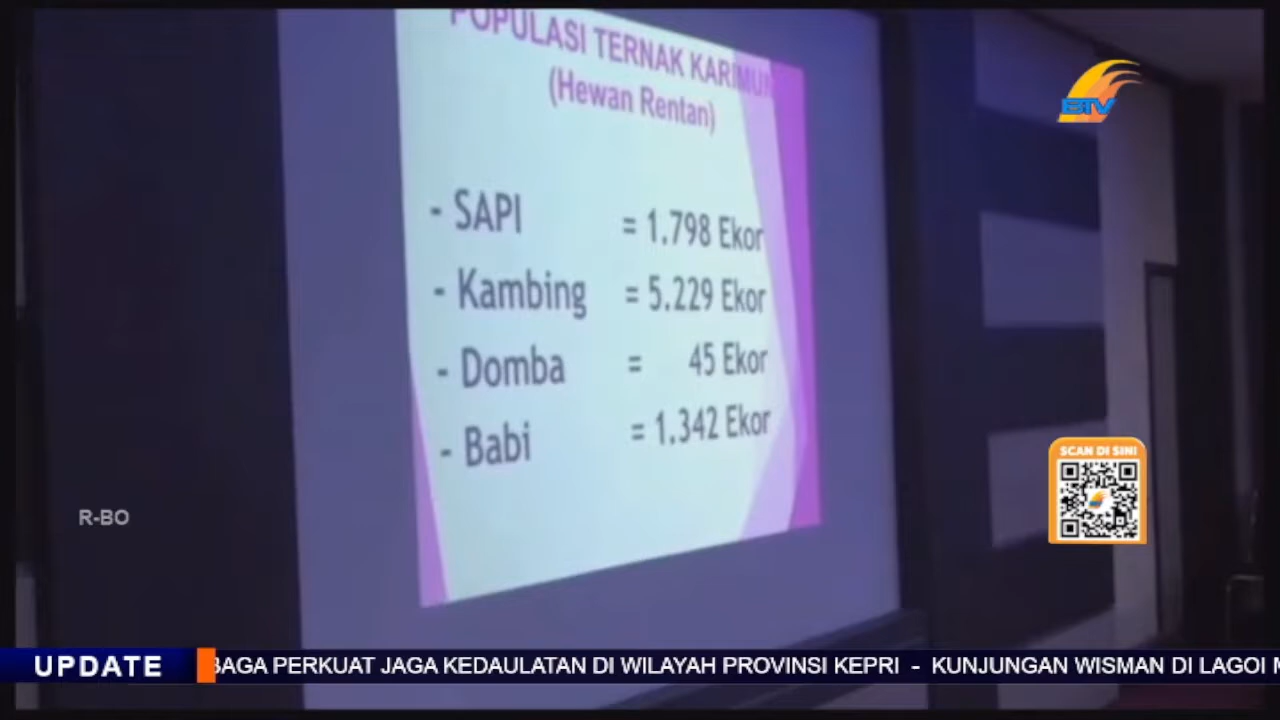 POPULASI TERNAK KARIMUN
(Hewan Rentan)
BTV
- SAPI = 1.798 Ekor
- Kambing = 5.229 Ekor
- Domba = 45 Ekor
- Babi = 1.342 Ekor
SCAN DI SINI
R-BO
UPDATE
BAGA PERKUAT JAGA KEDAULATAN DI WILAYAH PROVINSI KEPRI - KUNJUNGAN WISMAN DI LAGOI